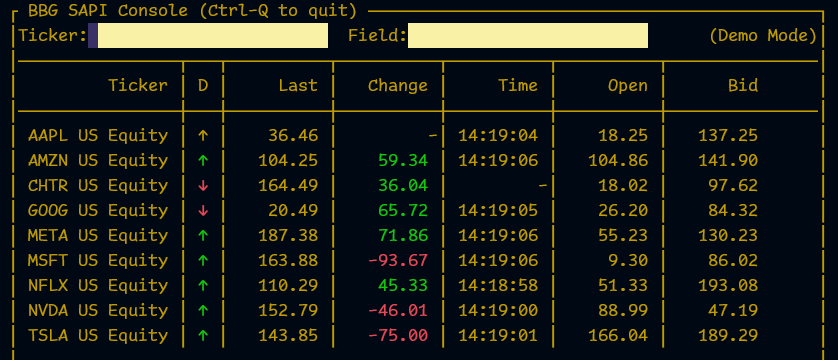 BBG SAPI Console (Ctrl-Q to quit)
Ticker: Field: (Demo Mode)
Ticker D Last Change Time Open Bid
AAPL US Equity ↑ 36.46 - 14:19:04 18.25 137.25
AMZN US Equity ↑ 104.25 59.34 14:19:06 104.86 141.90
CHTR US Equity ↓ 164.49 36.04 - 18.02 97.62
GOOG US Equity ↓ 20.49 65.72 14:19:05 26.20 84.32
META US Equity ↑ 187.38 71.86 14:19:06 55.23 130.23
MSFT US Equity ↑ 163.88 -93.67 14:19:06 9.30 86.02
NFLX US Equity ↑ 110.29 45.33 14:18:58 51.33 193.08
NVDA US Equity ↑ 152.79 -46.01 14:19:00 88.99 47.19
TSLA US Equity ↑ 143.85 -75.00 14:19:01 166.04 189.29